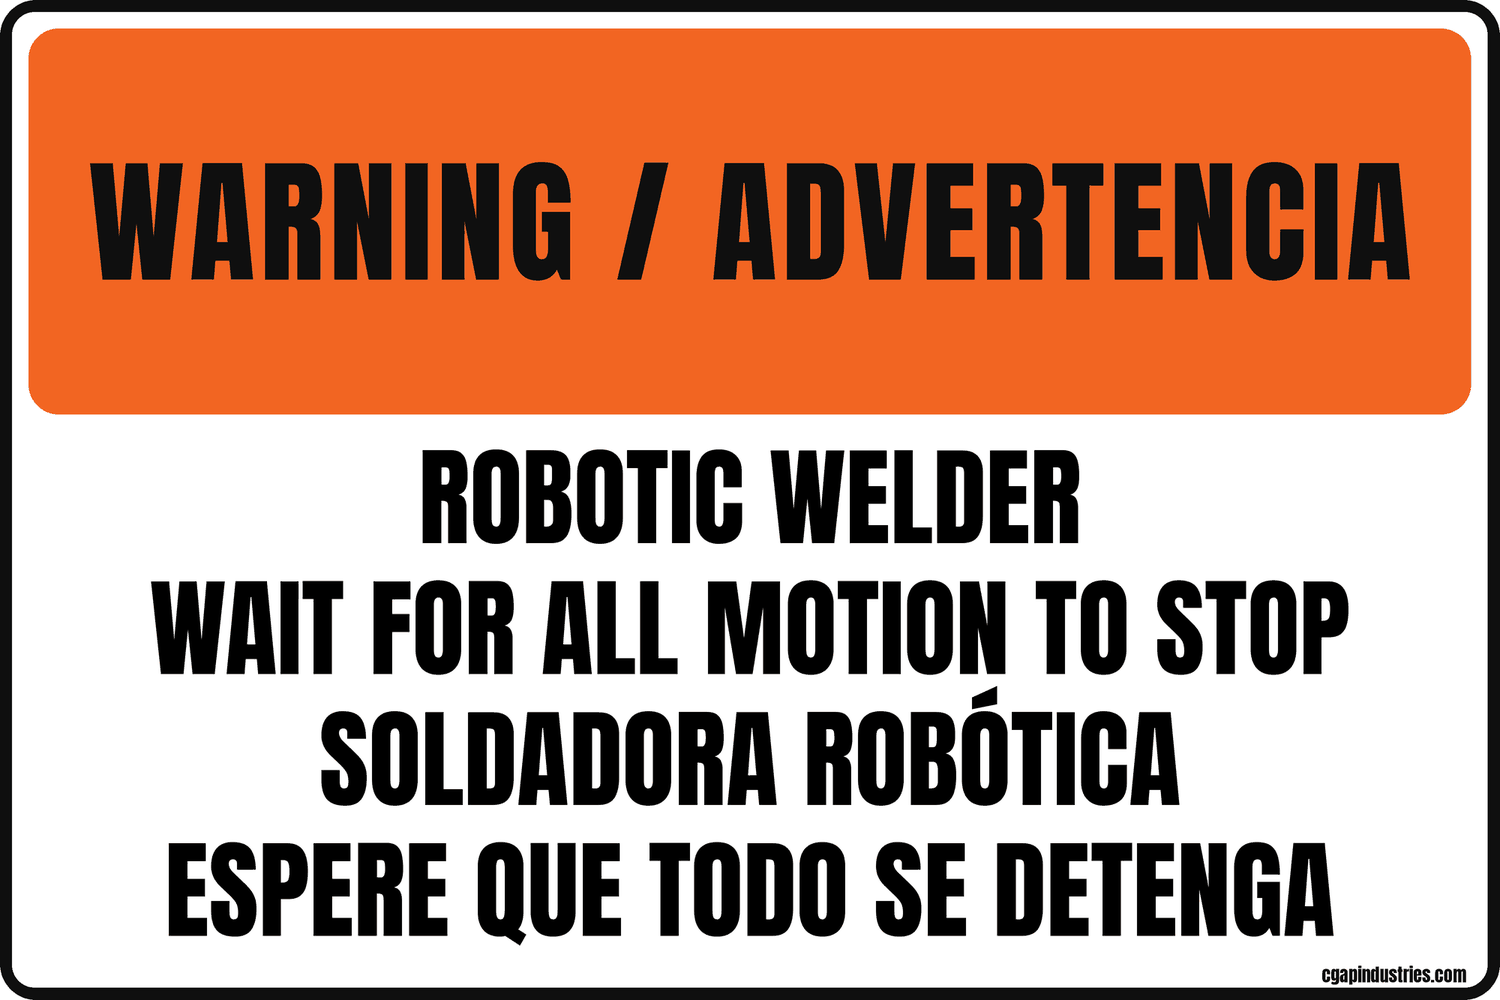 WARNING / ADVERTENCIA
ROBOTIC WELDER
WAIT FOR ALL MOTION TO STOP
SOLDADORA ROBÓTICA
ESPERE QUE TODO SE DETENGA
cgapindustries.com